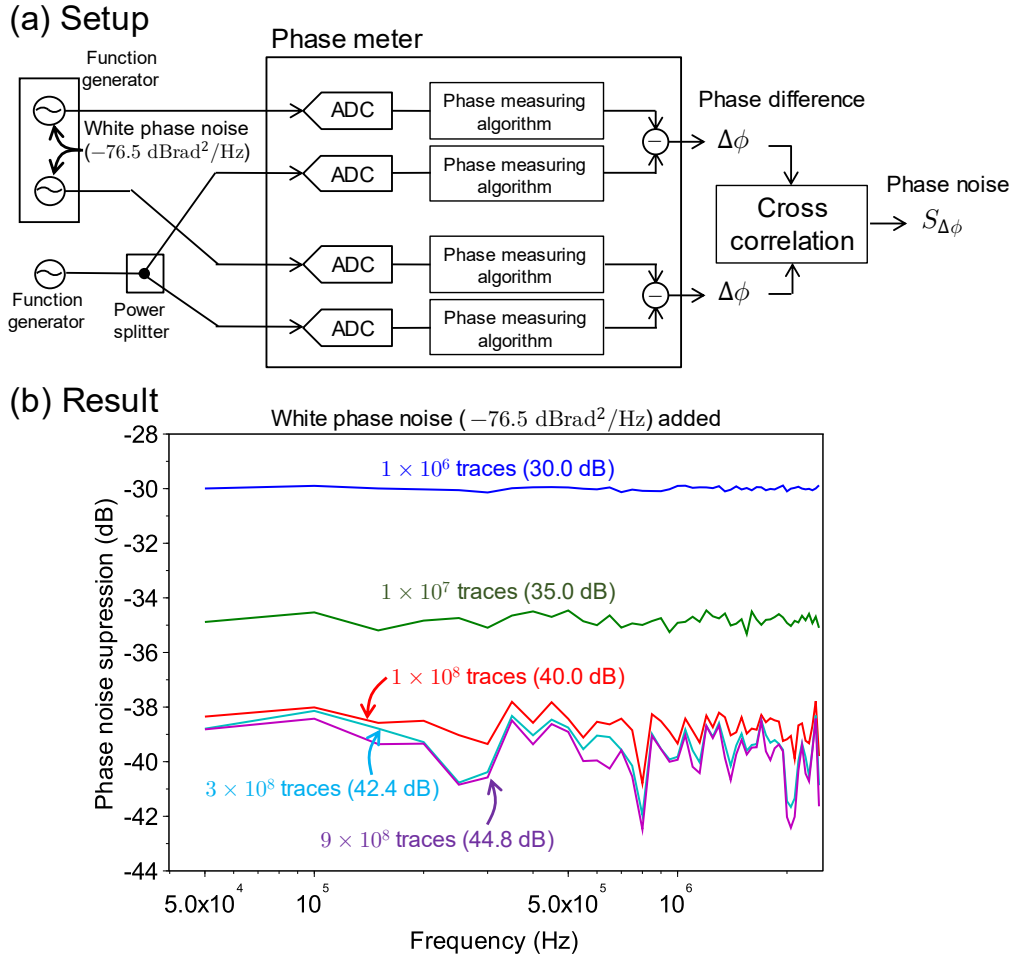 (a) Setup
Phase meter
Function
generator
White phase noise
(−76.5 dBrad²/Hz)
Function
generator
Power
splitter
ADC
Phase measuring
algorithm
ADC
Phase measuring
algorithm
ADC
Phase measuring
algorithm
ADC
Phase measuring
algorithm
−
−
Phase difference
Δϕ
Δϕ
Cross
correlation
Phase noise
S_Δϕ
(b) Result
White phase noise (−76.5 dBrad²/Hz) added
Phase noise supression (dB)
-28
-30
-32
-34
-36
-38
-40
-42
-44
1 × 10⁶ traces (30.0 dB)
1 × 10⁷ traces (35.0 dB)
1 × 10⁸ traces (40.0 dB)
3 × 10⁸ traces (42.4 dB)
9 × 10⁸ traces (44.8 dB)
5.0x10⁴
10⁵
5.0x10⁵
10⁶
Frequency (Hz)